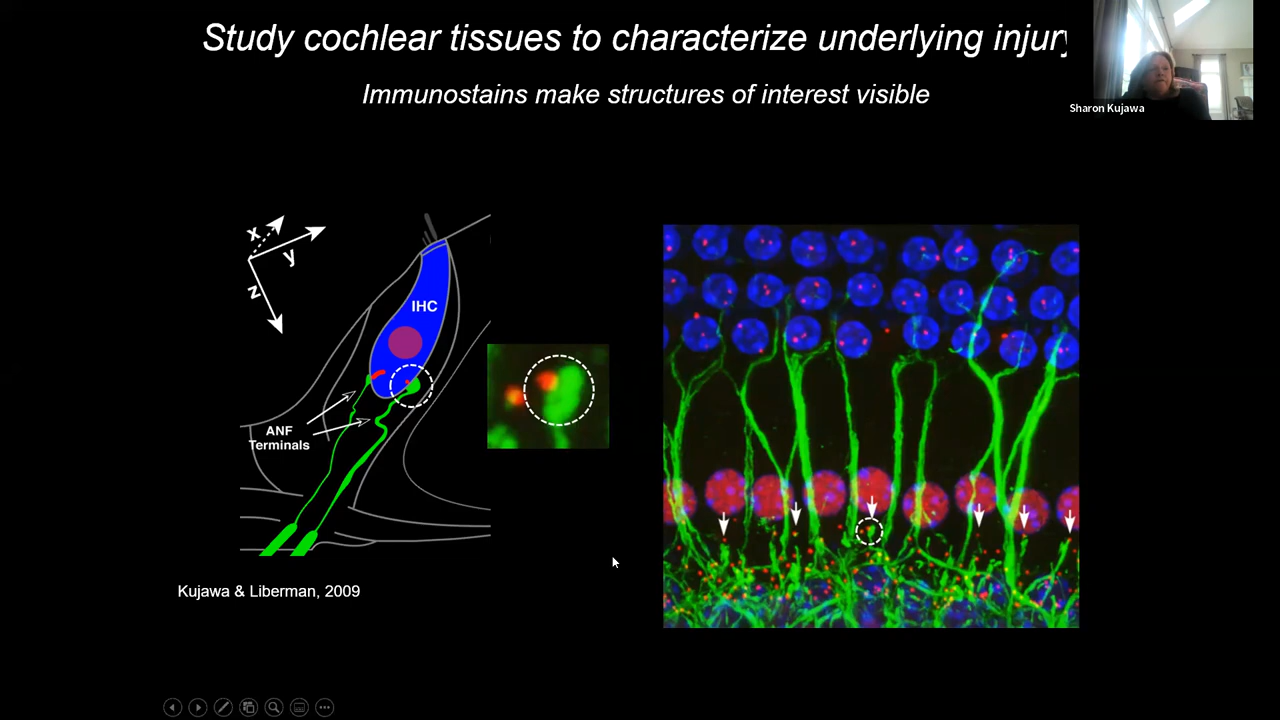 Study cochlear tissues to characterize underlying injury
Immunostains make structures of interest visible
Sharon Kujawa
x
y
z
IHC
ANF
Terminals
Kujawa & Liberman, 2009